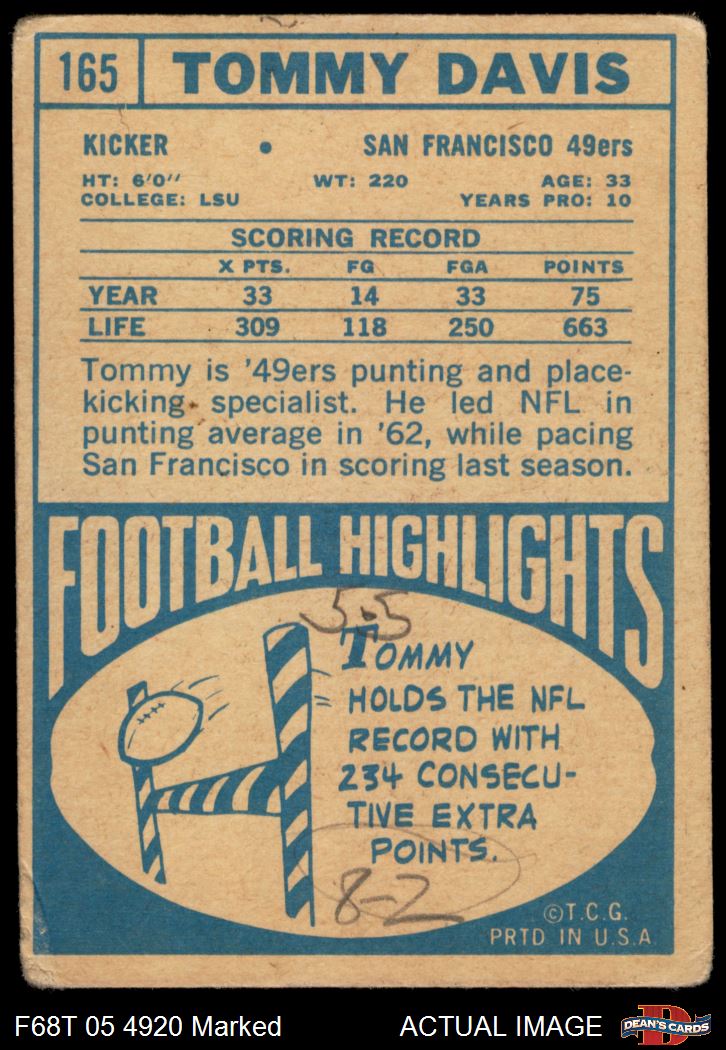 165 TOMMY DAVIS
KICKER • SAN FRANCISCO 49ers
HT: 6'0" WT: 220 AGE: 33
COLLEGE: LSU YEARS PRO: 10
SCORING RECORD
X PTS. FG FGA POINTS
YEAR 33 14 33 75
LIFE 309 118 250 663
Tommy is '49ers punting and place-
kicking specialist. He led NFL in
punting average in '62, while pacing
San Francisco in scoring last season.
FOOTBALL HIGHLIGHTS
5-5
TOMMY
HOLDS THE NFL
RECORD WITH
234 CONSECU-
TIVE EXTRA
POINTS.
8-2
©T.C.G.
PRTD IN U.S.A.
F68T 05 4920 Marked ACTUAL IMAGE D DEAN'S CARDS